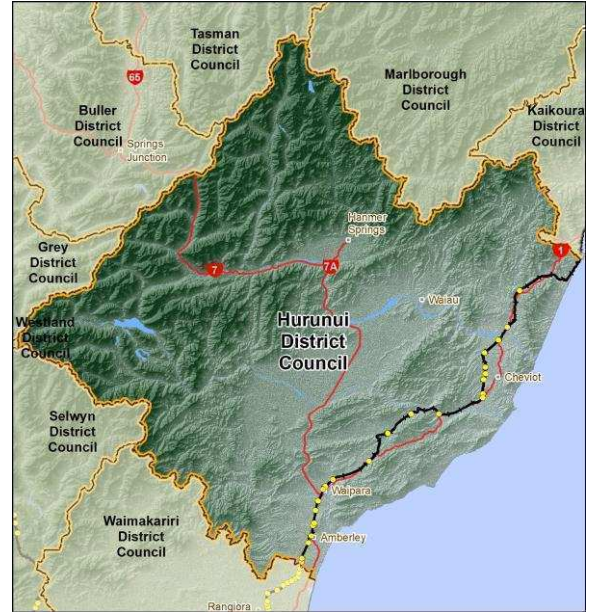 Tasman
District
Council
65
Marlborough
District
Council
Buller
District
Council
Kaikoura
District
Council
Springs
Junction
Hanmer
Springs
Grey
District
Council
1
7
7A
Waiau
Hurunui
District
Council
Westland
District
Council
Cheviot
Selwyn
District
Council
Waipara
Waimakariri
District
Council
Amberley
Rangiora